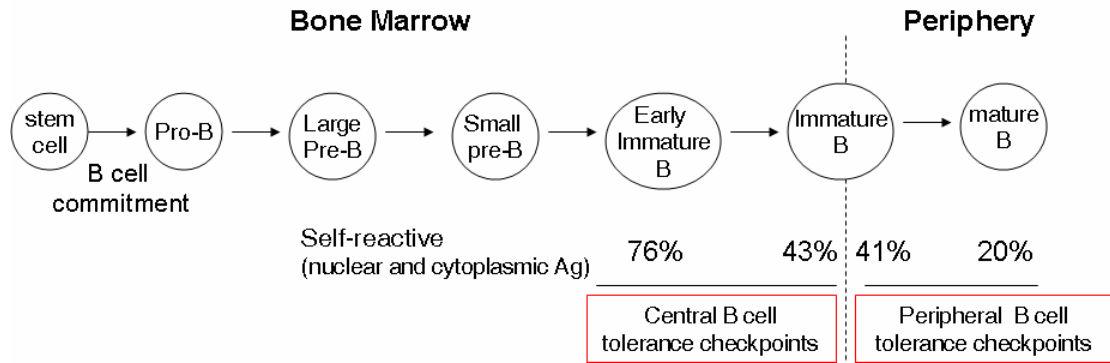 Bone Marrow
Periphery
stem
cell
Pro-B
Large
Pre-B
Small
pre-B
Early
Immature
B
Immature
B
mature
B
B cell
commitment
Self-reactive
(nuclear and cytoplasmic Ag)
76%
43%
41%
20%
Central B cell
tolerance checkpoints
Peripheral B cell
tolerance checkpoints